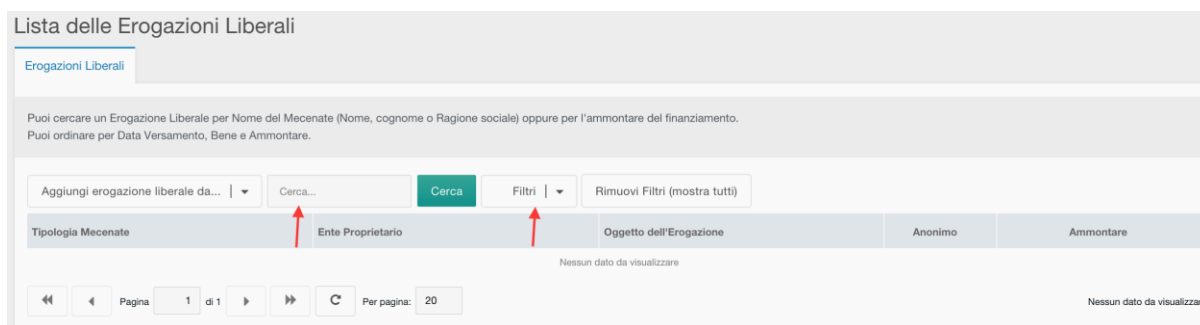 Lista delle Erogazioni Liberali
Erogazioni Liberali
Puoi cercare un Erogazione Liberale per Nome del Mecenate (Nome, cognome o Ragione sociale) oppure per l'ammontare del finanziamento.
Puoi ordinare per Data Versamento, Bene e Ammontare.
Aggiungi erogazione liberale da... Cerca... Cerca Filtri Rimuovi Filtri (mostra tutti)
Tipologia Mecenate Ente Proprietario Oggetto dell'Erogazione Anonimo Ammontare
Nessun dato da visualizzare
Pagina 1 di 1 Per pagina: 20 Nessun dato da visualizzar